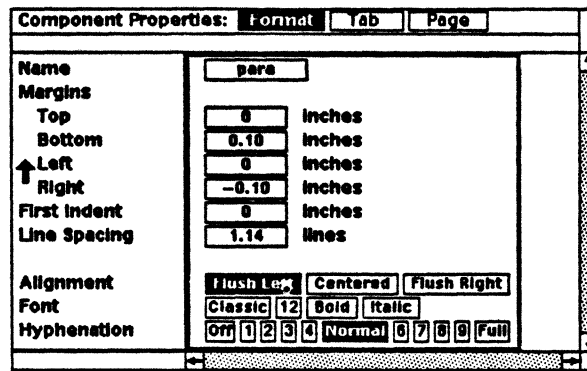 Component Properties: Format Tab Page
Name para
Margins
Top 0 inches
Bottom 0.10 inches
Left 0 inches
Right -0.10 inches
First Indent 0 inches
Line Spacing 1.14 lines
Alignment Flush Left Centered Flush Right
Font Classic 12 Bold Italic
Hyphenation Off 1 2 3 4 Normal 6 7 8 9 Full